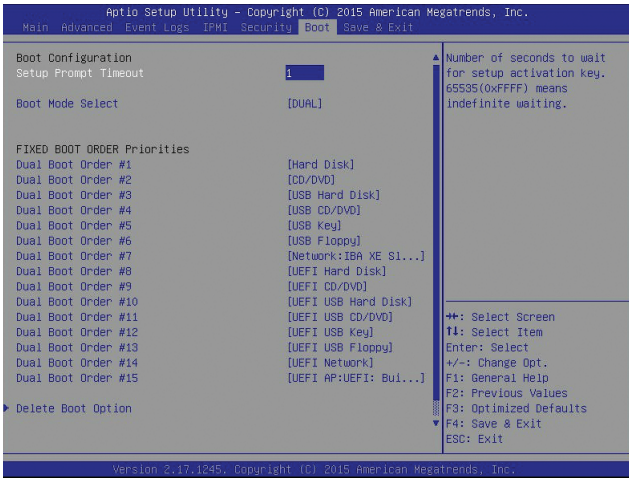 Aptio Setup Utility – Copyright (C) 2015 American Megatrends, Inc.
Main Advanced Event Logs IPMI Security Boot Save & Exit
Boot Configuration
Setup Prompt Timeout 1
Boot Mode Select [DUAL]
FIXED BOOT ORDER Priorities
Dual Boot Order #1 [Hard Disk]
Dual Boot Order #2 [CD/DVD]
Dual Boot Order #3 [USB Hard Disk]
Dual Boot Order #4 [USB CD/DVD]
Dual Boot Order #5 [USB Key]
Dual Boot Order #6 [USB Floppy]
Dual Boot Order #7 [Network:IBA XE Sl...]
Dual Boot Order #8 [UEFI Hard Disk]
Dual Boot Order #9 [UEFI CD/DVD]
Dual Boot Order #10 [UEFI USB Hard Disk]
Dual Boot Order #11 [UEFI USB CD/DVD]
Dual Boot Order #12 [UEFI USB Key]
Dual Boot Order #13 [UEFI USB Floppy]
Dual Boot Order #14 [UEFI Network]
Dual Boot Order #15 [UEFI AP:UEFI: Bui...]
Delete Boot Option
Number of seconds to wait
for setup activation key.
65535(0xFFFF) means
indefinite waiting.
→←: Select Screen
↑↓: Select Item
Enter: Select
+/-: Change Opt.
F1: General Help
F2: Previous Values
F3: Optimized Defaults
F4: Save & Exit
ESC: Exit
Version 2.17.1245. Copyright (C) 2015 American Megatrends, Inc.